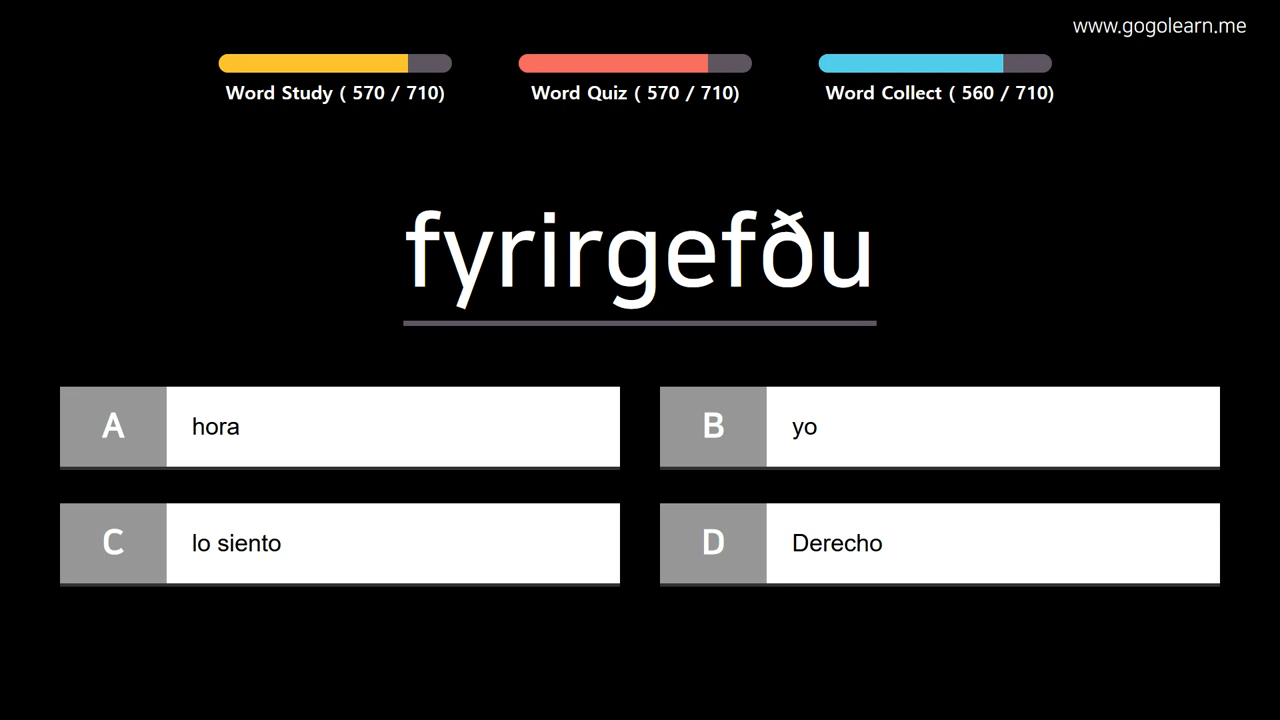 www.gogolearn.me
Word Study ( 570 / 710)
Word Quiz ( 570 / 710)
Word Collect ( 560 / 710)
fyrirgefðu
A hora
B yo
C lo siento
D Derecho